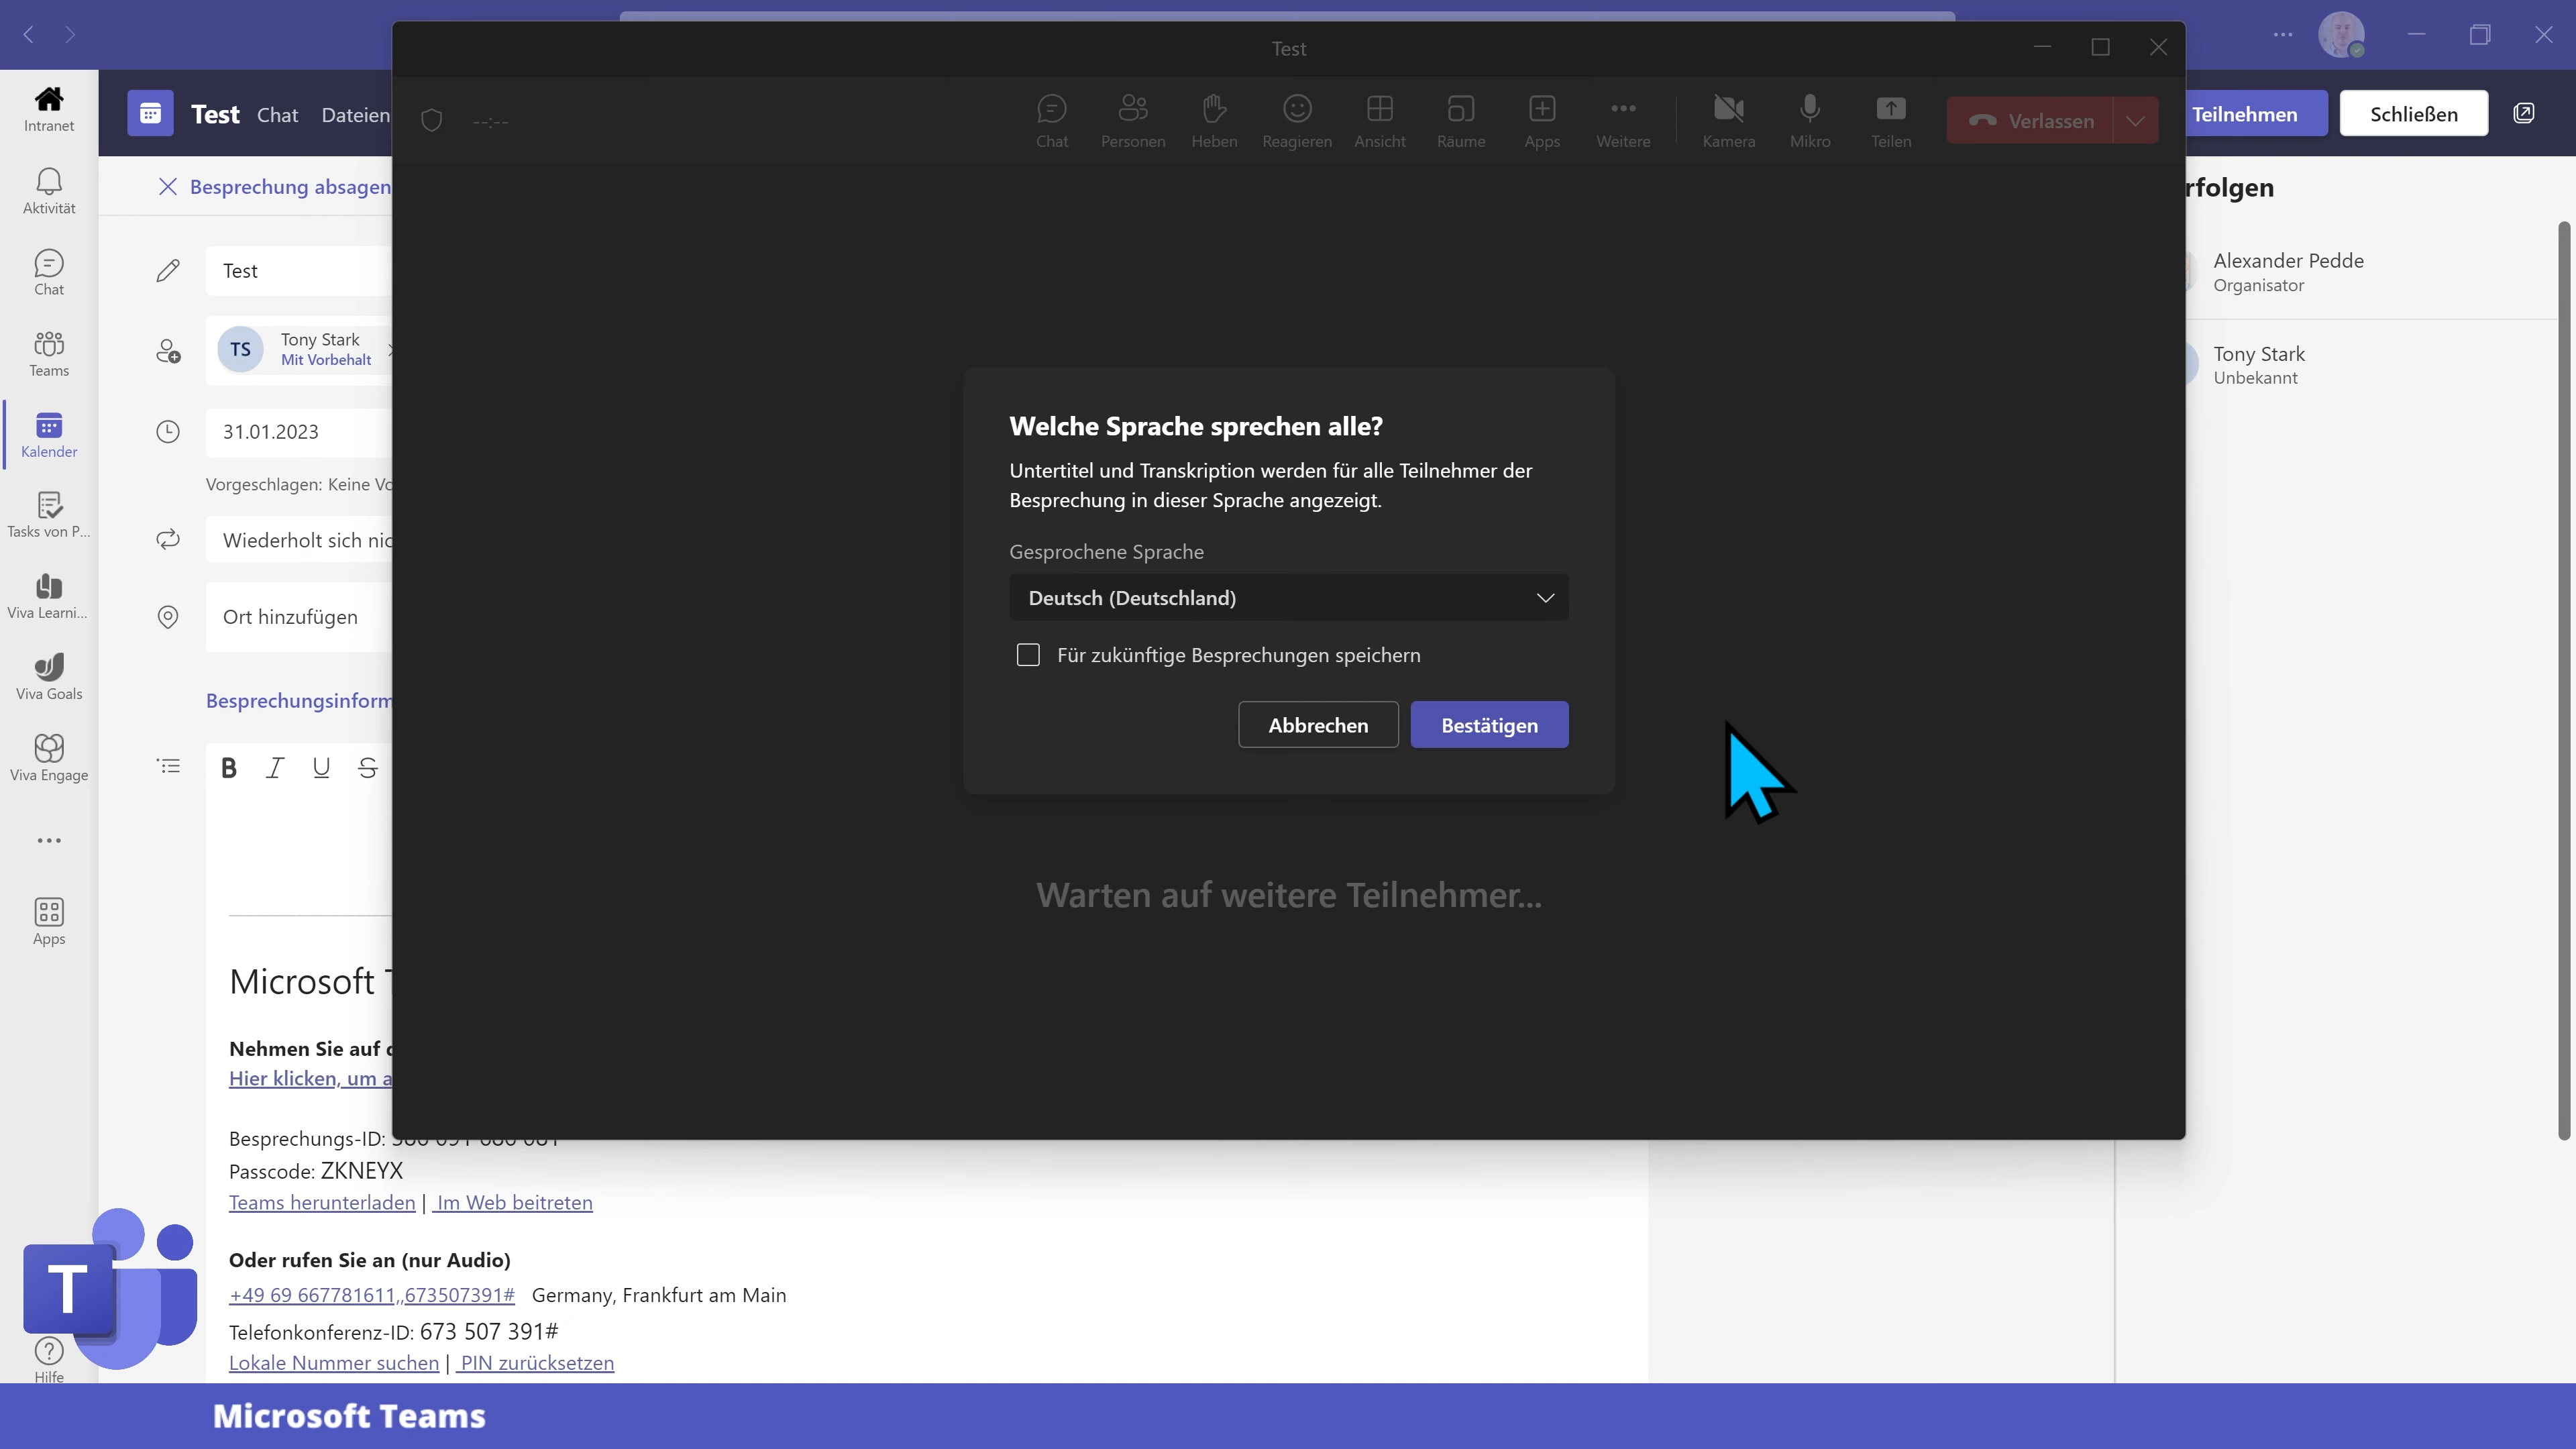 Test
Chat
Personen
Heben
Reagieren
Ansicht
Räume
Apps
Weitere
Kamera
Mikro
Teilen
Verlassen
--:--
Intranet
Aktivität
Chat
Teams
Kalender
Tasks von P...
Viva Learni...
Viva Goals
Viva Engage
Apps
Hilfe
Test Chat Dateien
Teilnehmen
Schließen
Besprechung absagen
Test
TS
Tony Stark
Mit Vorbehalt
31.01.2023
Vorgeschlagen: Keine
Wiederholt sich
Ort hinzufügen
B I U S
Microsoft
Nehmen Sie auf
Hier klicken, um
Besprechungs-ID:
Passcode: ZKNEYX
Teams herunterladen | Im Web beitreten
Oder rufen Sie an (nur Audio)
+49 69 667781611,,673507391# Germany, Frankfurt am Main
Telefonkonferenz-ID: 673 507 391#
Lokale Nummer suchen | PIN zurücksetzen
Welche Sprache sprechen alle?
Untertitel und Transkription werden für alle Teilnehmer der
Besprechung in dieser Sprache angezeigt.
Gesprochene Sprache
Deutsch (Deutschland)
Für zukünftige Besprechungen speichern
Abbrechen
Bestätigen
Warten auf weitere Teilnehmer...
Alexander Pedde
Organisator
Tony Stark
Unbekannt
T
Microsoft Teams